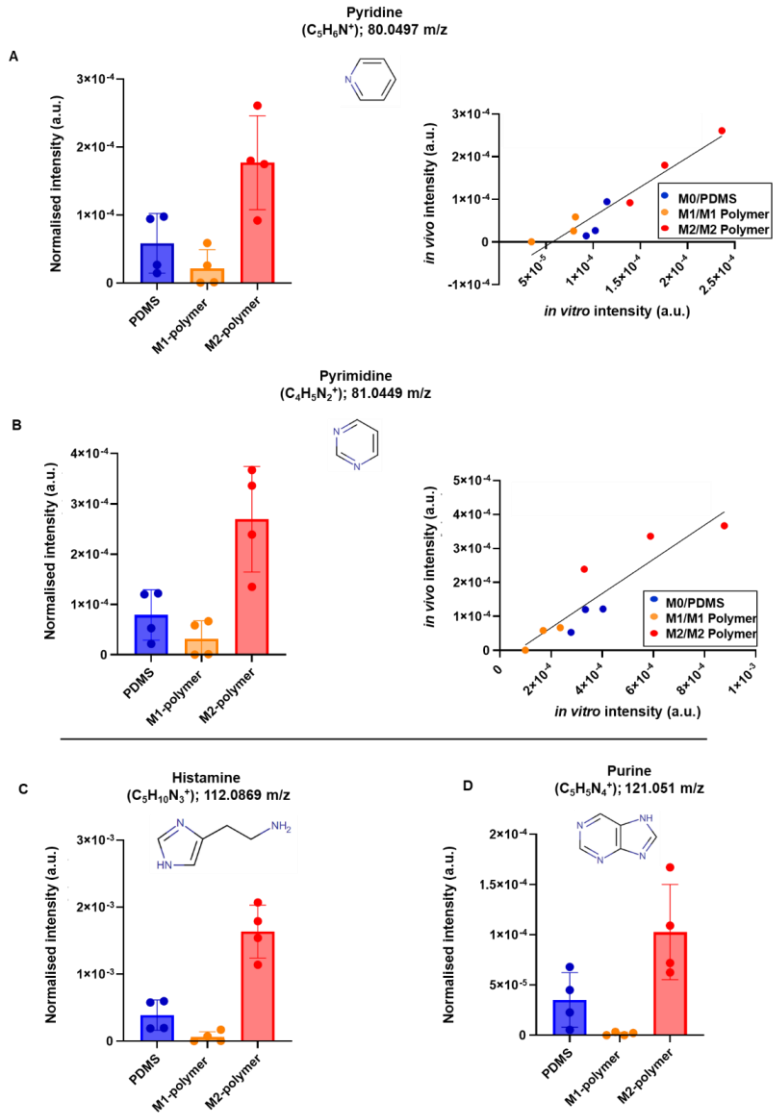 Pyridine
(C₅H₆N⁺); 80.0497 m/z
A
Normalised intensity (a.u.)
3×10⁻⁴
2×10⁻⁴
1×10⁻⁴
0
PDMS
M1-polymer
M2-polymer
N
in vivo intensity (a.u.)
3×10⁻⁴
2×10⁻⁴
1×10⁻⁴
0
-1×10⁻⁴
5×10⁻⁵
1×10⁻⁴
1.5×10⁻⁴
2×10⁻⁴
2.5×10⁻⁴
in vitro intensity (a.u.)
M0/PDMS
M1/M1 Polymer
M2/M2 Polymer
Pyrimidine
(C₄H₅N₂⁺); 81.0449 m/z
B
Normalised intensity (a.u.)
4×10⁻⁴
3×10⁻⁴
1×10⁻⁴
1×10⁻⁴
0
PDMS
M1-polymer
M2-polymer
N
N
in vivo intensity (a.u.)
5×10⁻⁴
4×10⁻⁴
3×10⁻⁴
2×10⁻⁴
1×10⁻⁴
0
0
2×10⁻⁴
4×10⁻⁴
6×10⁻⁴
8×10⁻⁴
1×10⁻³
in vitro intensity (a.u.)
M0/PDMS
M1/M1 Polymer
M2/M2 Polymer
C
Histamine
(C₅H₁₀N₃⁺); 112.0869 m/z
Normalised intensity (a.u.)
3×10⁻³
2×10⁻³
1×10⁻³
0
PDMS
M1-polymer
M2-polymer
N
NH₂
HN
D
Purine
(C₅H₅N₄⁺); 121.051 m/z
Normalised intensity (a.u.)
2×10⁻⁴
1.5×10⁻⁴
1×10⁻⁴
5×10⁻⁵
0
PDMS
M1-polymer
M2-polymer
N
NH
N
N